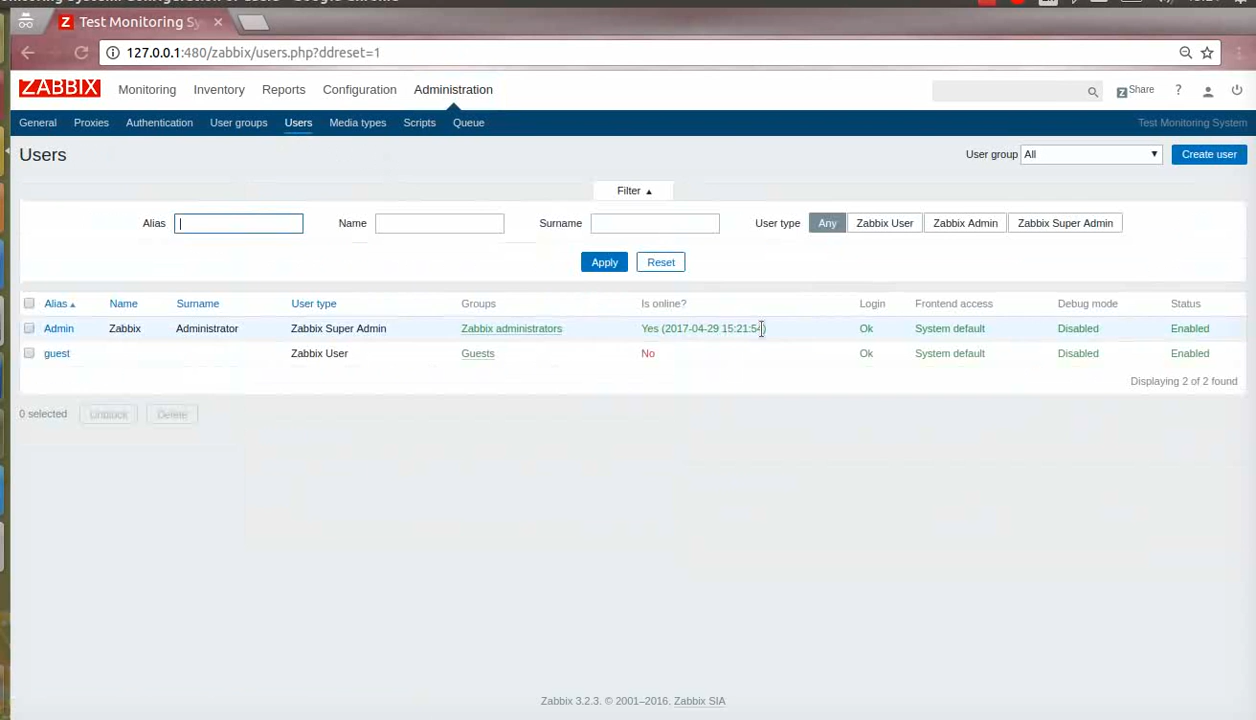 Test Monitoring Sy
127.0.0.1:480/zabbix/users.php?ddreset=1
ZABBIX Monitoring Inventory Reports Configuration Administration Z Share ?
General Proxies Authentication User groups Users Media types Scripts Queue Test Monitoring System
Users User group All Create user
Filter
Alias Name Surname User type Any Zabbix User Zabbix Admin Zabbix Super Admin
Apply Reset
Alias Name Surname User type Groups Is online? Login Frontend access Debug mode Status
Admin Zabbix Administrator Zabbix Super Admin Zabbix administrators Yes (2017-04-29 Ok System default Disabled Enabled
guest Zabbix User Guests No Ok System default Disabled Enabled
Displaying 2 of 2 found
0 selected Unblock Delete
Zabbix 3.2.3. © 2001–2016. Zabbix SIA